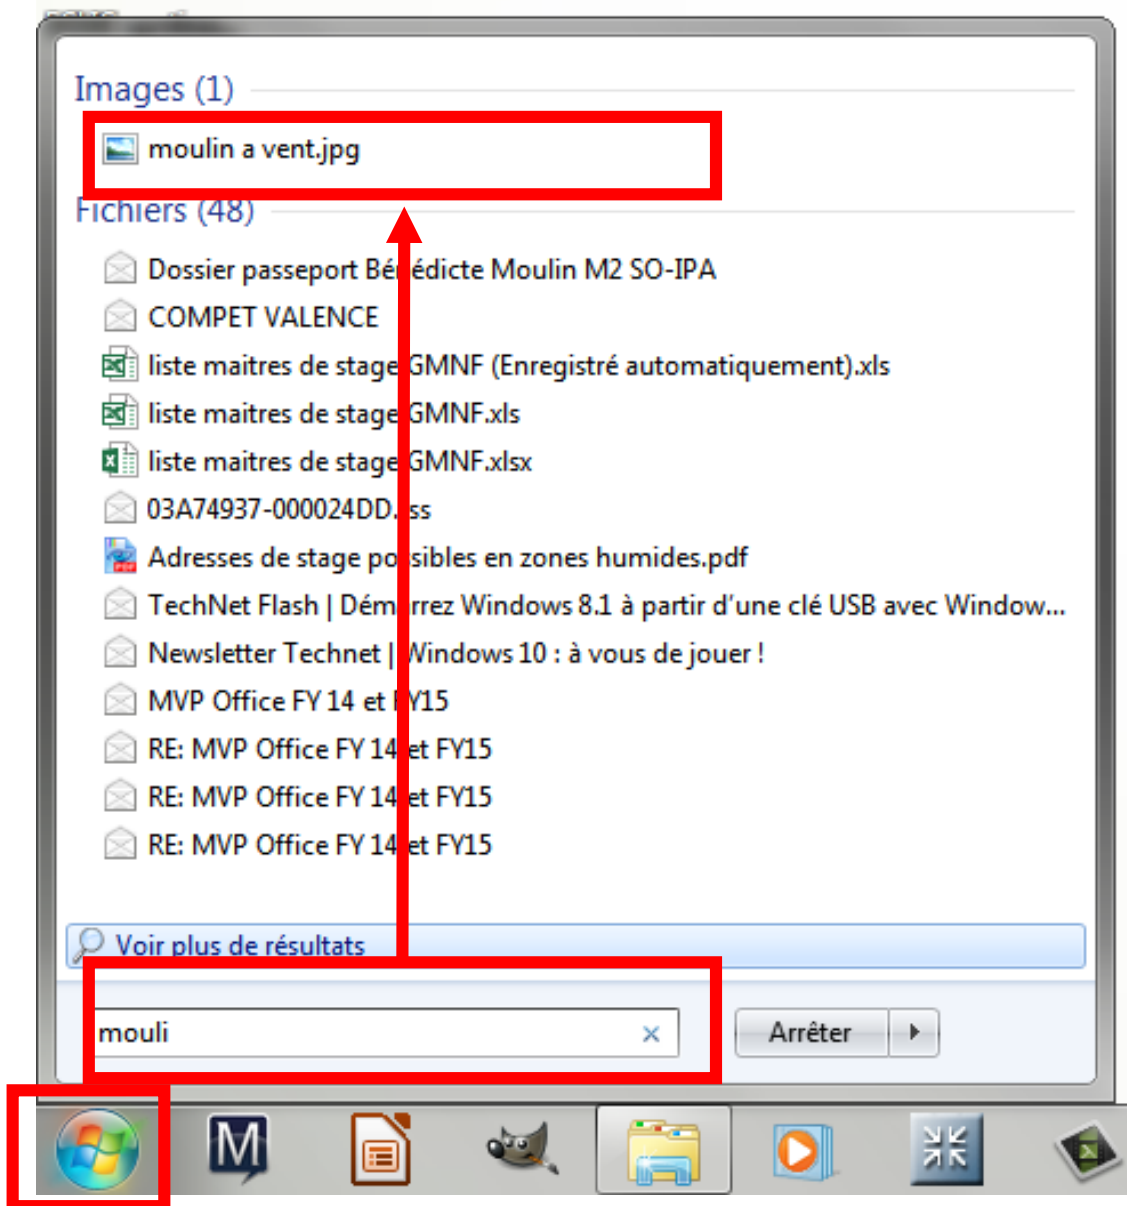 Images (1)
moulin a vent.jpg
Fichiers (48)
Dossier passeport Bénédicte Moulin M2 SO-IPA
COMPET VALENCE
liste maitres de stage GMNF (Enregistré automatiquement).xls
liste maitres de stage GMNF.xls
liste maitres de stage GMNF.xlsx
03A74937-000024DD. ss
Adresses de stage possibles en zones humides.pdf
TechNet Flash | Démarrez Windows 8.1 à partir d'une clé USB avec Window...
Newsletter Technet | Windows 10 : à vous de jouer !
MVP Office FY 14 et FY15
RE: MVP Office FY 14 et FY15
RE: MVP Office FY 14 et FY15
RE: MVP Office FY 14 et FY15
Voir plus de résultats
mouli
Arrêter
M